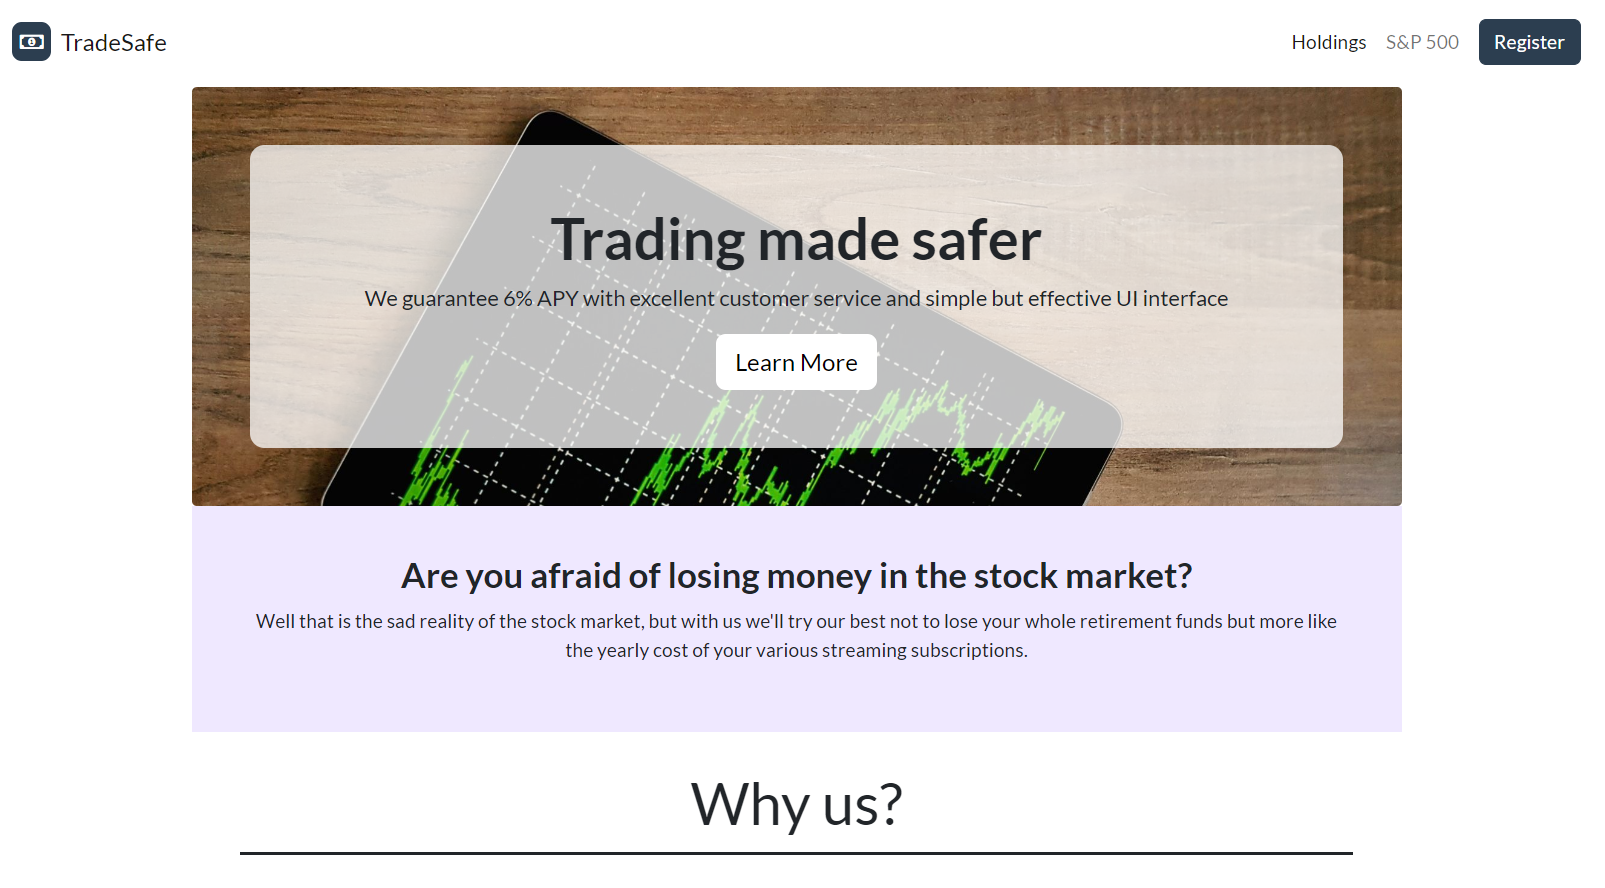 TradeSafe
Holdings
S&P 500
Register
Trading made safer
We guarantee 6% APY with excellent customer service and simple but effective UI interface
Learn More
Are you afraid of losing money in the stock market?
Well that is the sad reality of the stock market, but with us we'll try our best not to lose your whole retirement funds but more like
the yearly cost of your various streaming subscriptions.
Why us?